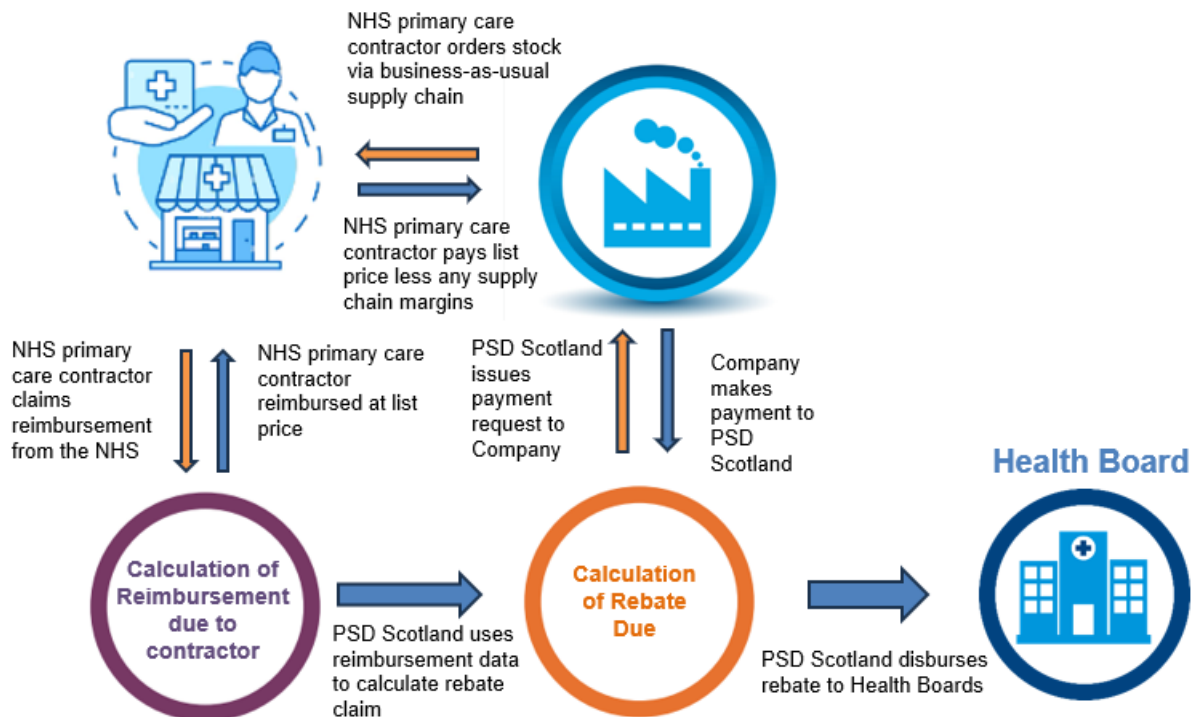 NHS primary care
contractor orders stock
via business-as-usual
supply chain
NHS primary care
contractor pays list
price less any supply
chain margins
NHS primary
care contractor
claims
reimbursement
from the NHS
NHS primary care
contractor
reimbursed at list
price
PSD Scotland
issues
payment
request to
Company
Company
makes
payment to
PSD
Scotland
Health Board
Calculation of
Reimbursement
due to
contractor
PSD Scotland uses
reimbursement data
to calculate rebate
claim
Calculation
of Rebate
Due
PSD Scotland disburses
rebate to Health Boards